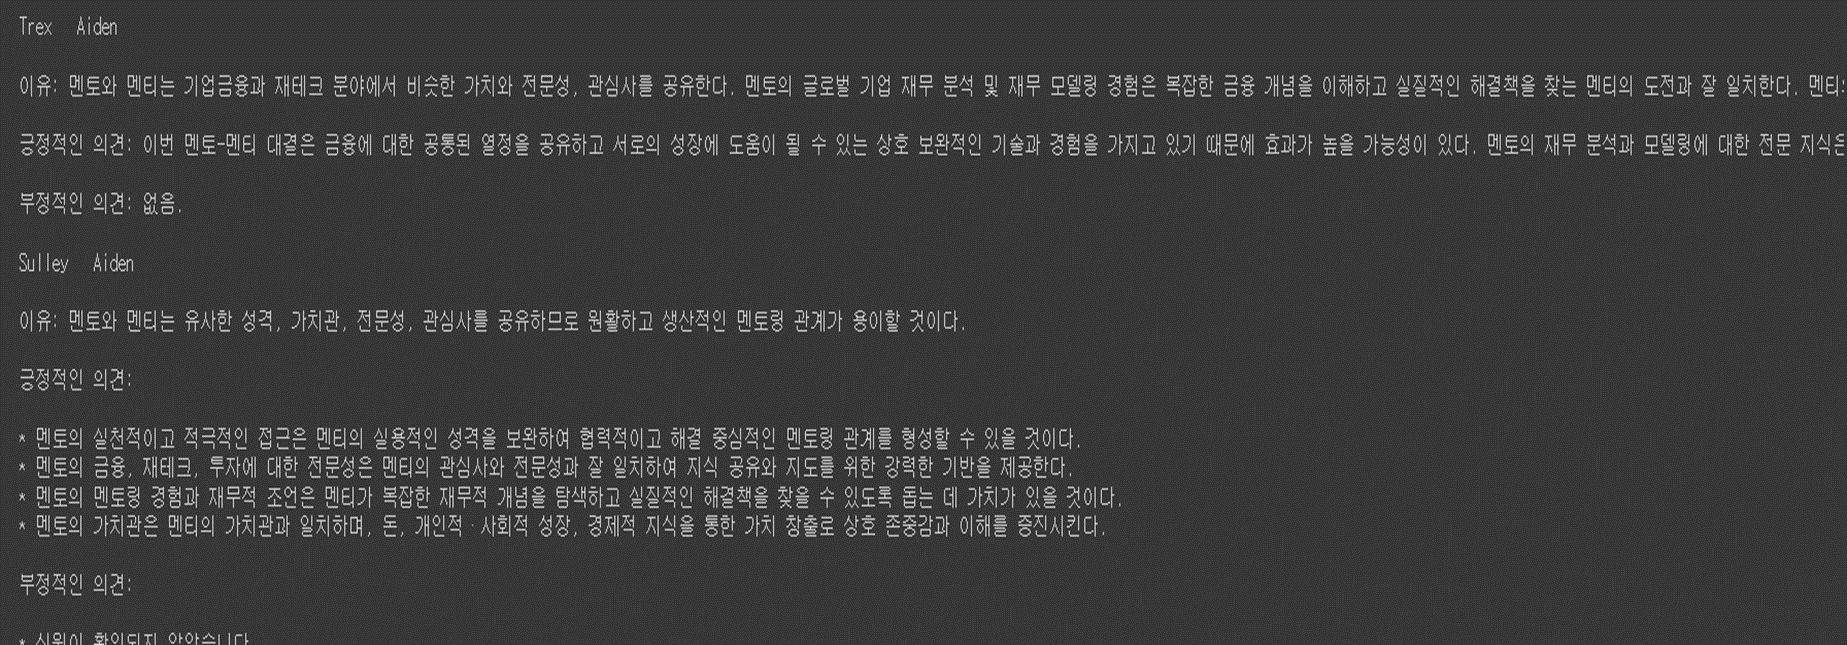 Trex Aiden
이유: 멘토와 멘티는 기업금융과 재테크 분야에서 비슷한 가치와 전문성, 관심사를 공유한다. 멘토의 글로벌 기업 재무 분석 및 재무 모델링 경험은 복잡한 금융 개념을 이해하고 실질적인 해결책을 찾는 멘티의 도전과 잘 일치한다. 멘티
긍정적인 의견: 이번 멘토-멘티 대결은 금융에 대한 공통된 열정을 공유하고 서로의 성장에 도움이 될 수 있는 상호 보완적인 기술과 경험을 가지고 있기 때문에 효과가 높을 가능성이 있다. 멘토의 재무 분석과 모델링에 대한 전문 지식은
부정적인 의견: 없음.
Sulley Aiden
이유: 멘토와 멘티는 유사한 성격, 가치관, 전문성, 관심사를 공유하므로 원활하고 생산적인 멘토링 관계가 용이할 것이다.
긍정적인 의견:
* 멘토의 실천적이고 적극적인 접근은 멘티의 실용적인 성격을 보완하여 협력적이고 해결 중심적인 멘토링 관계를 형성할 수 있을 것이다.
* 멘토의 금융, 재테크, 투자에 대한 전문성은 멘티의 관심사와 전문성과 잘 일치하여 지식 공유와 지도를 위한 강력한 기반을 제공한다.
* 멘토의 멘토링 경험과 재무적 조언은 멘티가 복잡한 재무적 개념을 탐색하고 실질적인 해결책을 찾을 수 있도록 돕는 데 가치가 있을 것이다.
* 멘토의 가치관은 멘티의 가치관과 일치하며, 돈, 개인적·사회적 성장, 경제적 지식을 통한 가치 창출로 상호 존중감과 이해를 증진시킨다.
부정적인 의견: